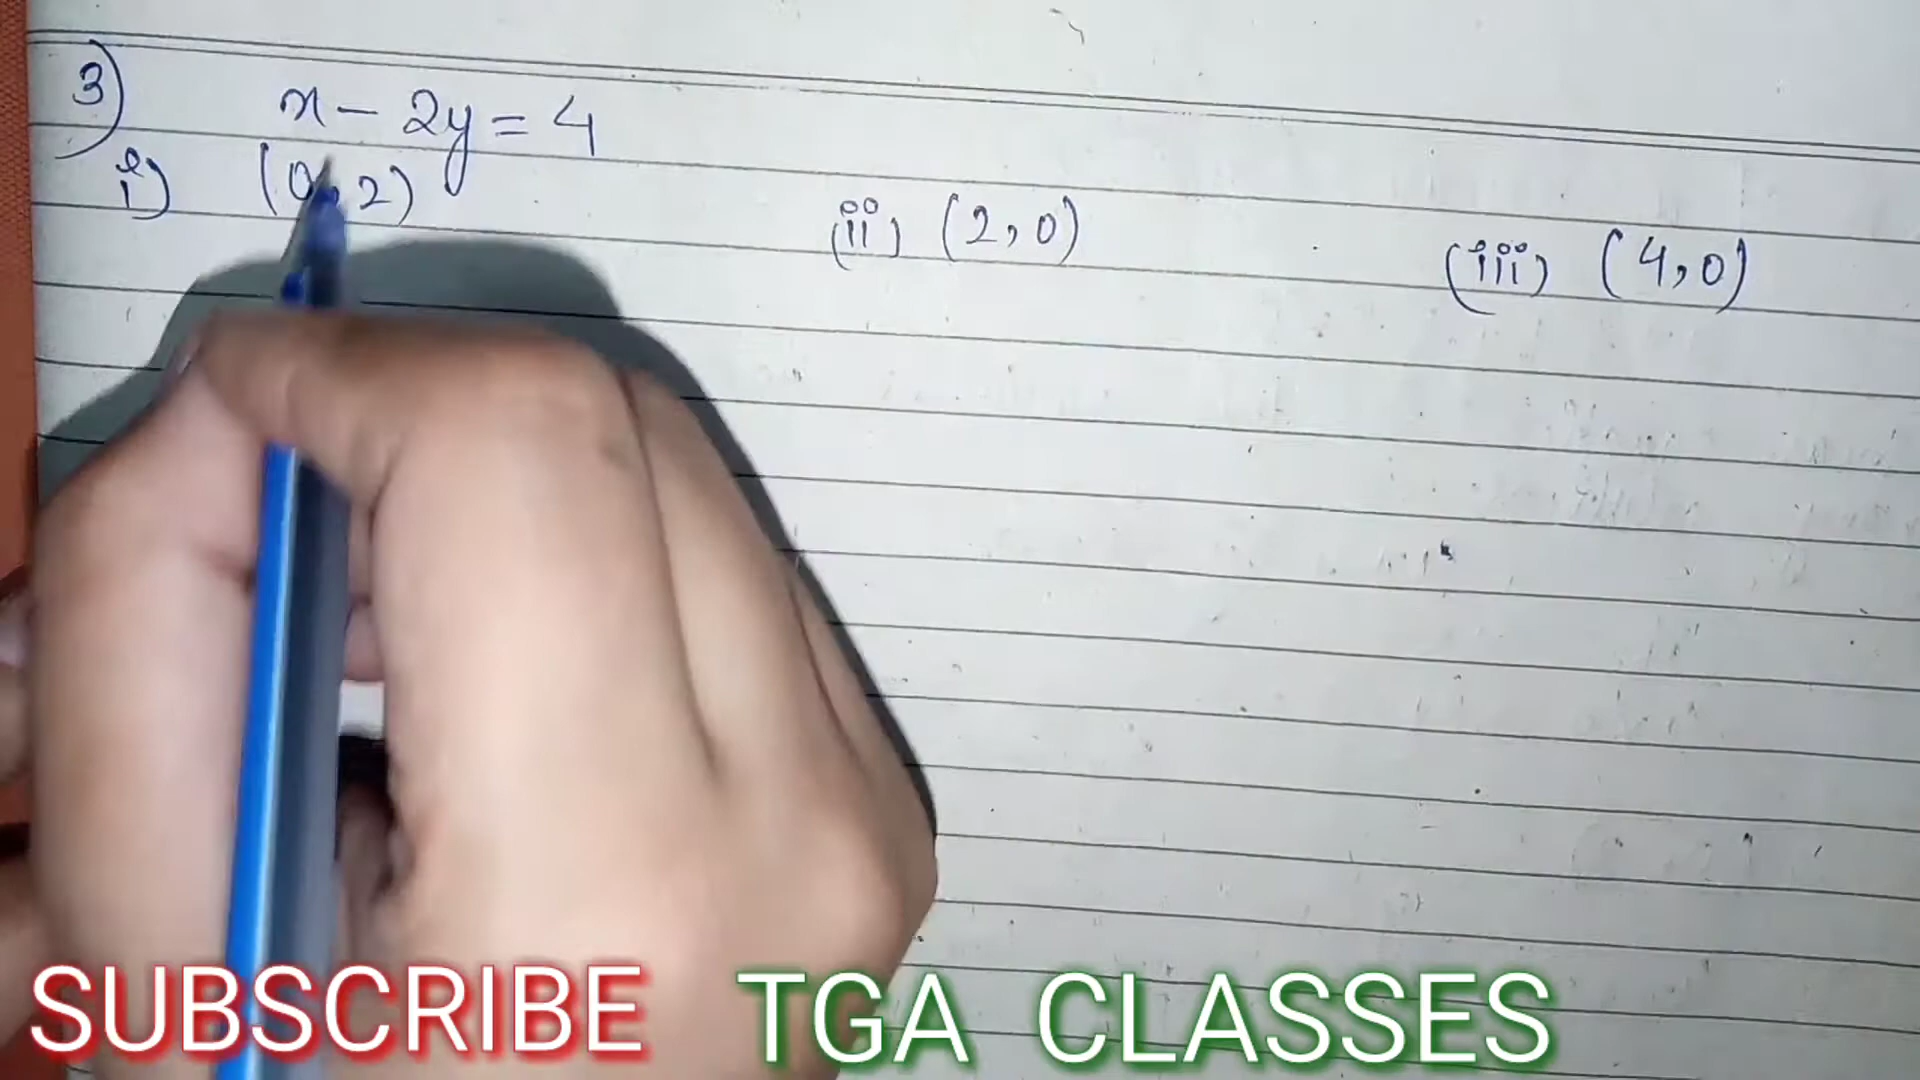 3) x - 2y = 4
i) (0, 2) (ii) (2, 0) (iii) (4, 0)
SUBSCRIBE TGA CLASSES